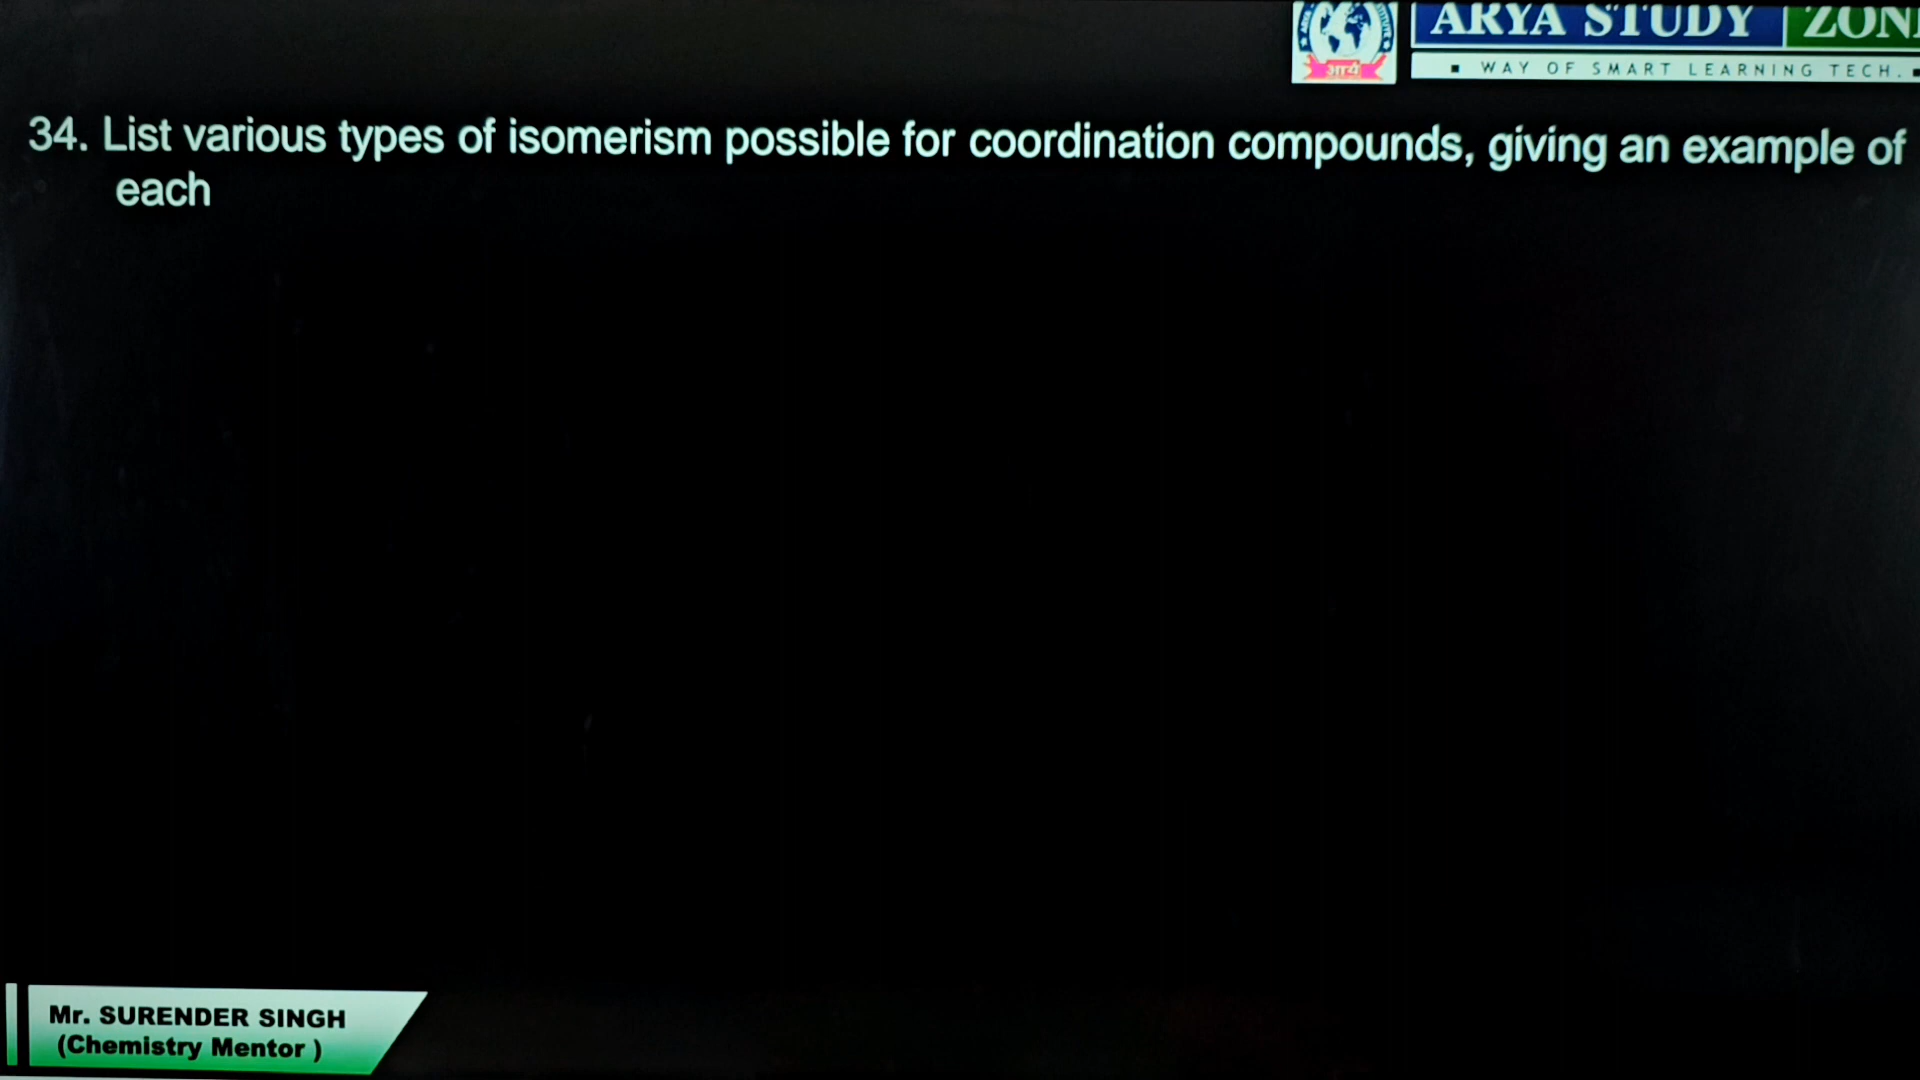 ARYA STUDY
WAY OF SMART LEARNING TECH.
34. List various types of isomerism possible for coordination compounds, giving an example of
each
Mr. SURENDER SINGH
(Chemistry Mentor )